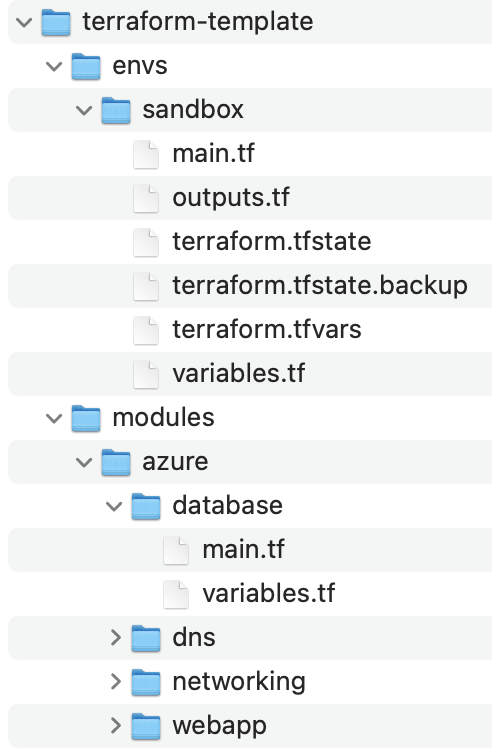 terraform-template
envs
sandbox
main.tf
outputs.tf
terraform.tfstate
terraform.tfstate.backup
terraform.tfvars
variables.tf
modules
azure
database
main.tf
variables.tf
dns
networking
webapp